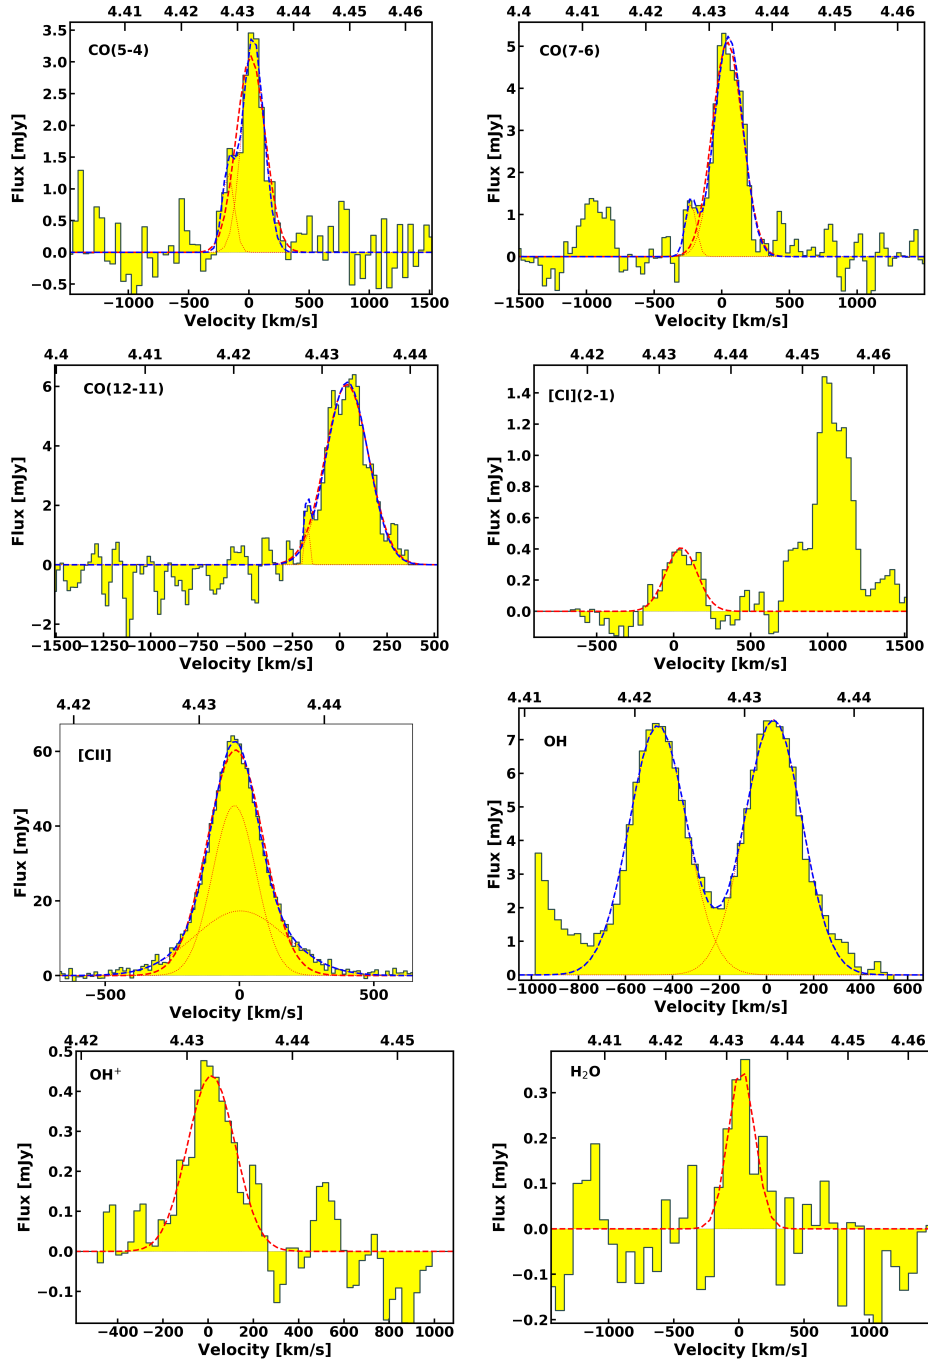 4.41 4.42 4.43 4.44 4.45 4.46
CO(5-4)
Flux [mJy]
3.5
3.0
2.5
2.0
1.5
1.0
0.5
0.0
−0.5
−1000 −500 0 500 1000 1500
Velocity [km/s]
4.4 4.41 4.42 4.43 4.44 4.45 4.46
CO(7-6)
Flux [mJy]
5
4
3
2
1
0
−1500 −1000 −500 0 500 1000
Velocity [km/s]
4.4 4.41 4.42 4.43 4.44
CO(12-11)
Flux [mJy]
6
4
2
0
−2
−1500−1250−1000 −750 −500 −250 0 250 500
Velocity [km/s]
4.42 4.43 4.44 4.45 4.46
[CI](2-1)
Flux [mJy]
1.4
1.2
1.0
0.8
0.6
0.4
0.2
0.0
−500 0 500 1000 1500
Velocity [km/s]
4.42 4.43 4.44
[CII]
Flux [mJy]
60
40
20
0
−500 0 500
Velocity [km/s]
4.41 4.42 4.43 4.44
OH
Flux [mJy]
7
6
5
4
3
2
1
0
−1000−800 −600 −400 −200 0 200 400 600
Velocity [km/s]
4.42 4.43 4.44 4.45
OH⁺
Flux [mJy]
0.5
0.4
0.3
0.2
0.1
0.0
−0.1
−400 −200 0 200 400 600 800 1000
Velocity [km/s]
4.41 4.42 4.43 4.44 4.45 4.46
H₂O
Flux [mJy]
0.3
0.2
0.1
0.0
−0.1
−0.2
−1000 −500 0 500 1000
Velocity [km/s]